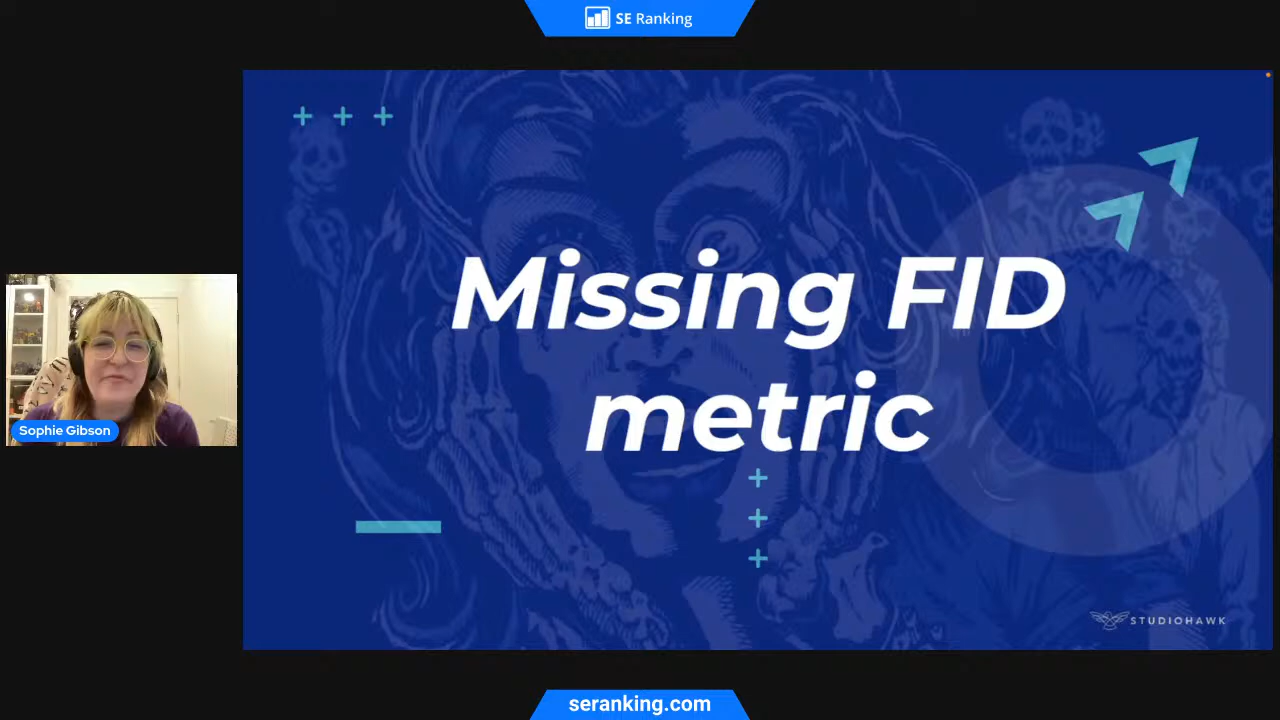 SE Ranking
Missing FID
metric
Sophie Gibson
STUDIOHAWK
seranking.com